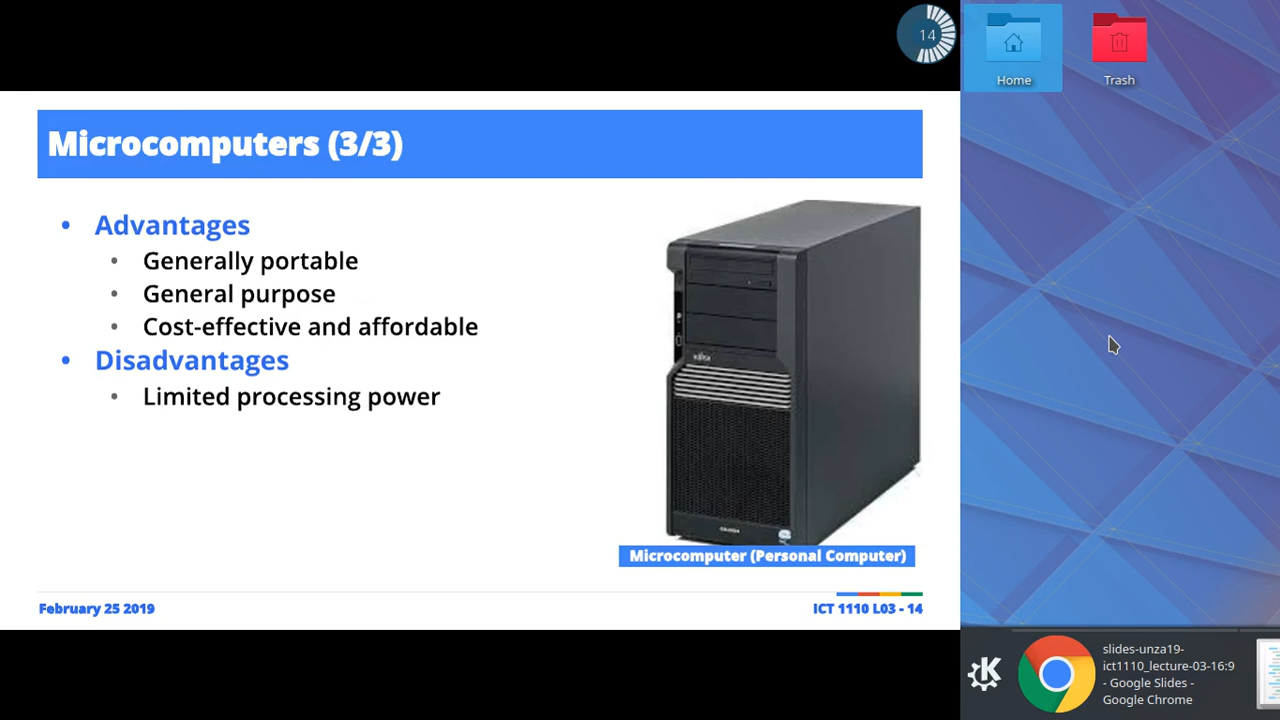 14
Home
Trash
Microcomputers (3/3)
• Advantages
• Generally portable
• General purpose
• Cost-effective and affordable
• Disadvantages
• Limited processing power
Microcomputer (Personal Computer)
February 25 2019
ICT 1110 L03 - 14
slides-unza19-
ict1110_lecture-03-16:9
- Google Slides -
Google Chrome